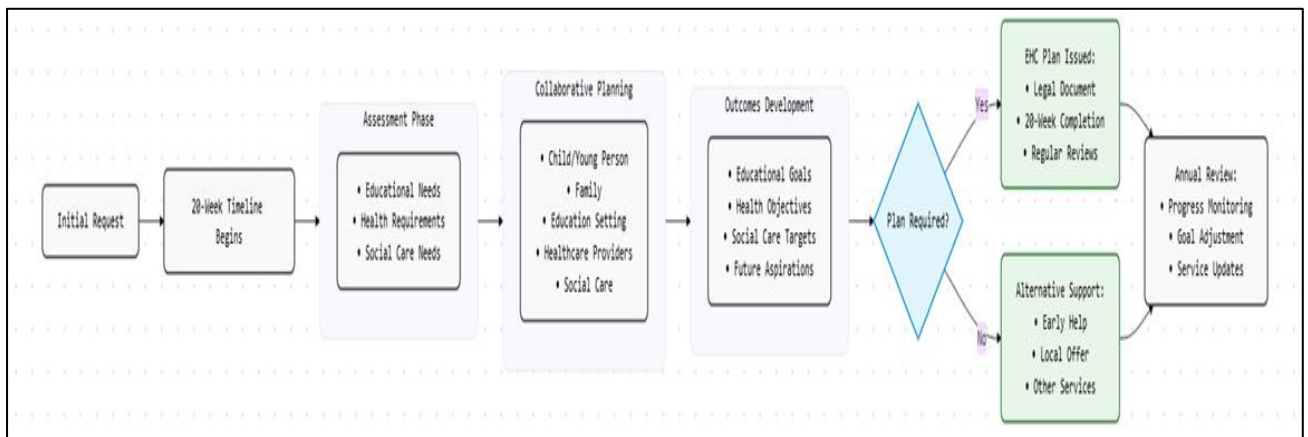 Initial Request
20-Week Timeline
Begins
Assessment Phase
• Educational Needs
• Health Requirements
• Social Care Needs
Collaborative Planning
• Child/Young Person
• Family
• Education Setting
• Healthcare Providers
• Social Care
Outcomes Development
• Educational Goals
• Health Objectives
• Social Care Targets
• Future Aspirations
Plan Required?
Yes
No
EHC Plan Issued:
• Legal Document
• 20-Week Completion
• Regular Reviews
Alternative Support:
• Early Help
• Local Offer
• Other Services
Annual Review:
• Progress Monitoring
• Goal Adjustment
• Service Updates